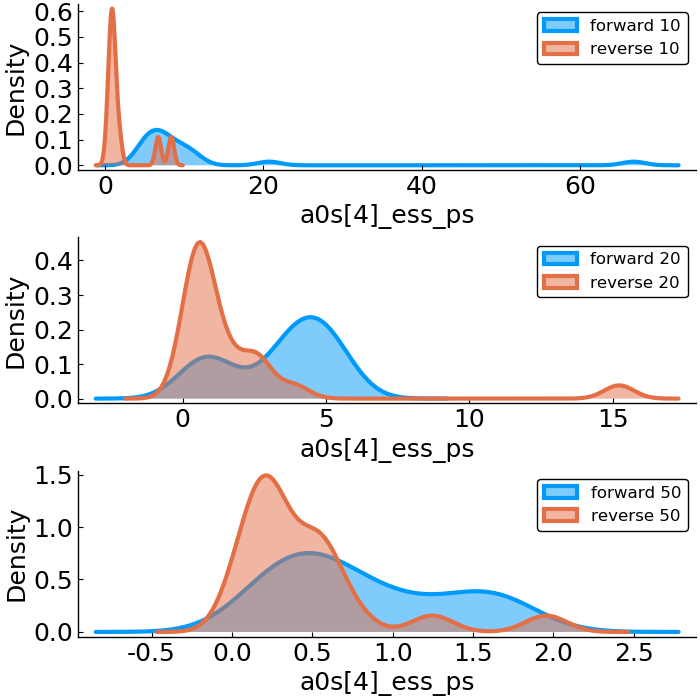 0.6
0.5
0.4
0.3
0.2
0.1
0.0
Density
forward 10
reverse 10
0 20 40 60
a0s[4]_ess_ps
0.4
0.3
0.2
0.1
0.0
Density
forward 20
reverse 20
0 5 10 15
a0s[4]_ess_ps
1.5
1.0
0.5
0.0
Density
forward 50
reverse 50
-0.5 0.0 0.5 1.0 1.5 2.0 2.5
a0s[4]_ess_ps